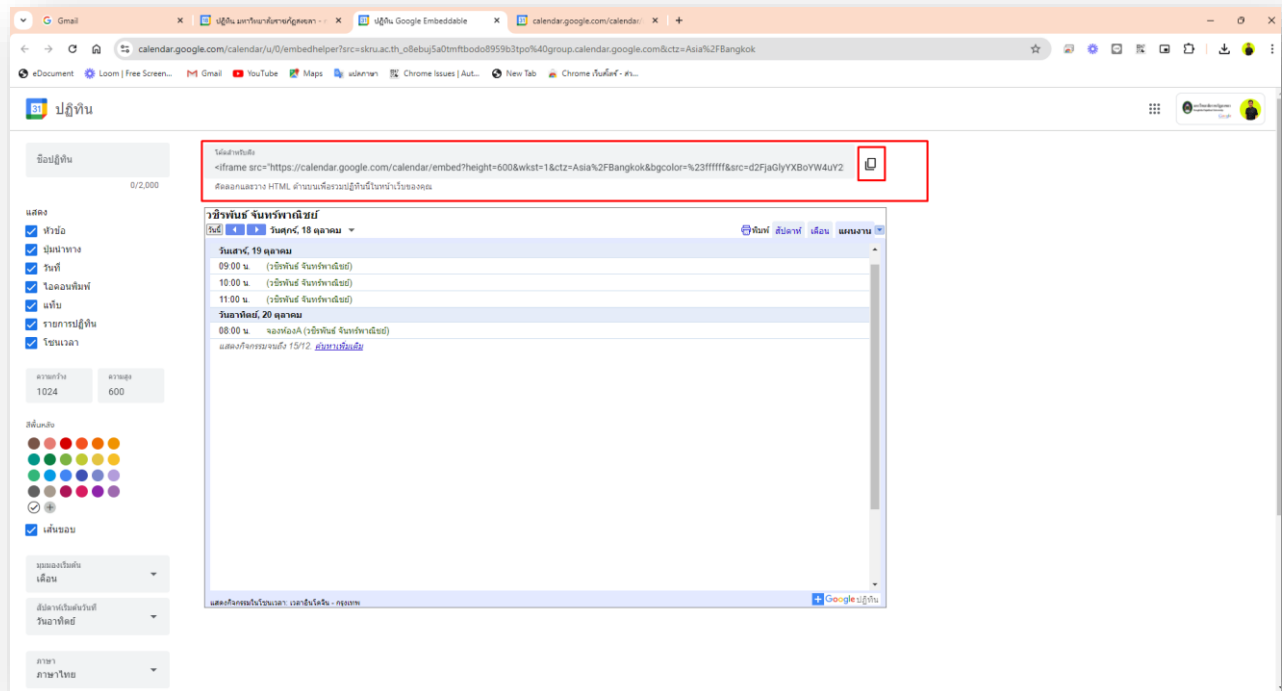 Gmail
ปฏิทิน มหาวิทยาลัยราชภัฏสงขลา - ก
ปฏิทิน Google Embeddable
calendar.google.com/calendar/
calendar.google.com/calendar/u/0/embedhelper?src=skru.ac.th_o8ebuj5a0tmftbodo8959b3tpo%40group.calendar.google.com&ctz=Asia%2FBangkok
eDocument
Loom | Free Screen...
Gmail
YouTube
Maps
แปลภาษา
Chrome Issues | Aut...
New Tab
Chrome เว็บสโตร์ - ส่ว...
31 ปฏิทิน
ชื่อปฏิทิน
0/2,000
โค้ดสำหรับฝัง
<iframe src="https://calendar.google.com/calendar/embed?height=600&wkst=1&ctz=Asia%2FBangkok&bgcolor=%23ffffff&src=d2FjaGlyYXBoYW4uY2
คัดลอกและวาง HTML ด้านบนเพื่อรวมปฏิทินนี้ในหน้าเว็บของคุณ
แสดง
หัวข้อ
ปุ่มนำทาง
วันที่
ไอคอนพิมพ์
แท็บ
รายการปฏิทิน
โซนเวลา
ความกว้าง
1024
ความสูง
600
สีพื้นหลัง
เส้นขอบ
มุมมองเริ่มต้น
เดือน
สัปดาห์เริ่มต้นวันที่
วันอาทิตย์
ภาษา
ภาษาไทย
วชิรพันธ์ จันทร์พาณิชย์
วันนี้ วันศุกร์, 18 ตุลาคม พิมพ์ สัปดาห์ เดือน แผนงาน
วันเสาร์, 19 ตุลาคม
09:00 น. (วชิรพันธ์ จันทร์พาณิชย์)
10:00 น. (วชิรพันธ์ จันทร์พาณิชย์)
11:00 น. (วชิรพันธ์ จันทร์พาณิชย์)
วันอาทิตย์, 20 ตุลาคม
08:00 น. จองห้องA (วชิรพันธ์ จันทร์พาณิชย์)
แสดงกิจกรรมจนถึง 15/12. ค้นหาเพิ่มเติม
แสดงกิจกรรมในโซนเวลา: เวลาอินโดจีน - กรุงเทพ
Google ปฏิทิน